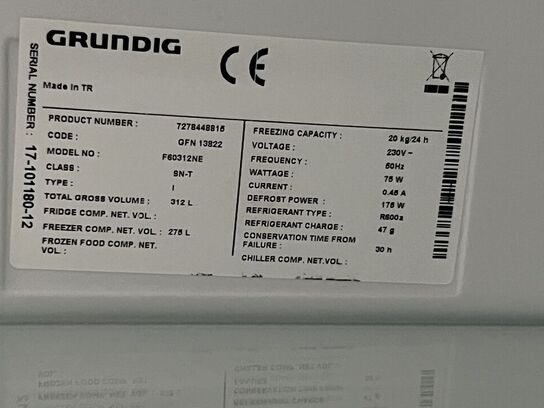 GRUNDIG
CE
Made in TR
SERIAL NUMBER : 17-101180-12
PRODUCT NUMBER : 7278448815
CODE : GFN 13822
MODEL NO : F60312NE
CLASS : SN-T
TYPE : I
TOTAL GROSS VOLUME : 312 L
FRIDGE COMP. NET. VOL. :
FREEZER COMP. NET. VOL. : 275 L
FROZEN FOOD COMP. NET.
VOL. :
FREEZING CAPACITY : 20 kg/24 h
VOLTAGE : 230V~
FREQUENCY : 50Hz
WATTAGE : 75 W
CURRENT : 0.45 A
DEFROST POWER : 175 W
REFRIGERANT TYPE : R600a
REFRIGERANT CHARGE : 47 g
CONSERVATION TIME FROM
FAILURE : 30 h
CHILLER COMP. NET.VOL. :